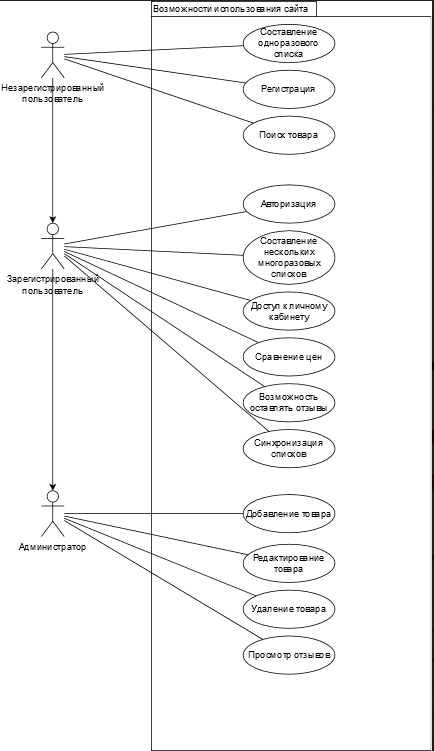 Возможности использования сайта
Составление
одноразового
списка
Незарегистрированный
пользователь
Регистрация
Поиск товара
Авторизация
Зарегистрированный
пользователь
Составление
нескольких
многоразовых
списков
Доступ к личному
кабинету
Сравнение цен
Возможность
оставлять отзывы
Синхронизация
списков
Администратор
Добавление товара
Редактирование
товара
Удаление товара
Просмотр отзывов